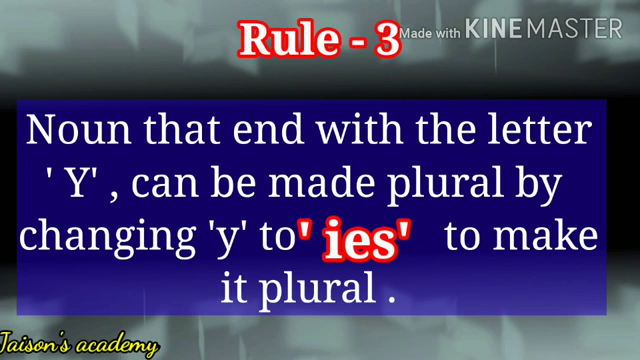 Rule - 3
Made with KINEMASTER
Noun that end with the letter
' Y' , can be made plural by
changing 'y' to' ies' to make
it plural .
Jaison's academy